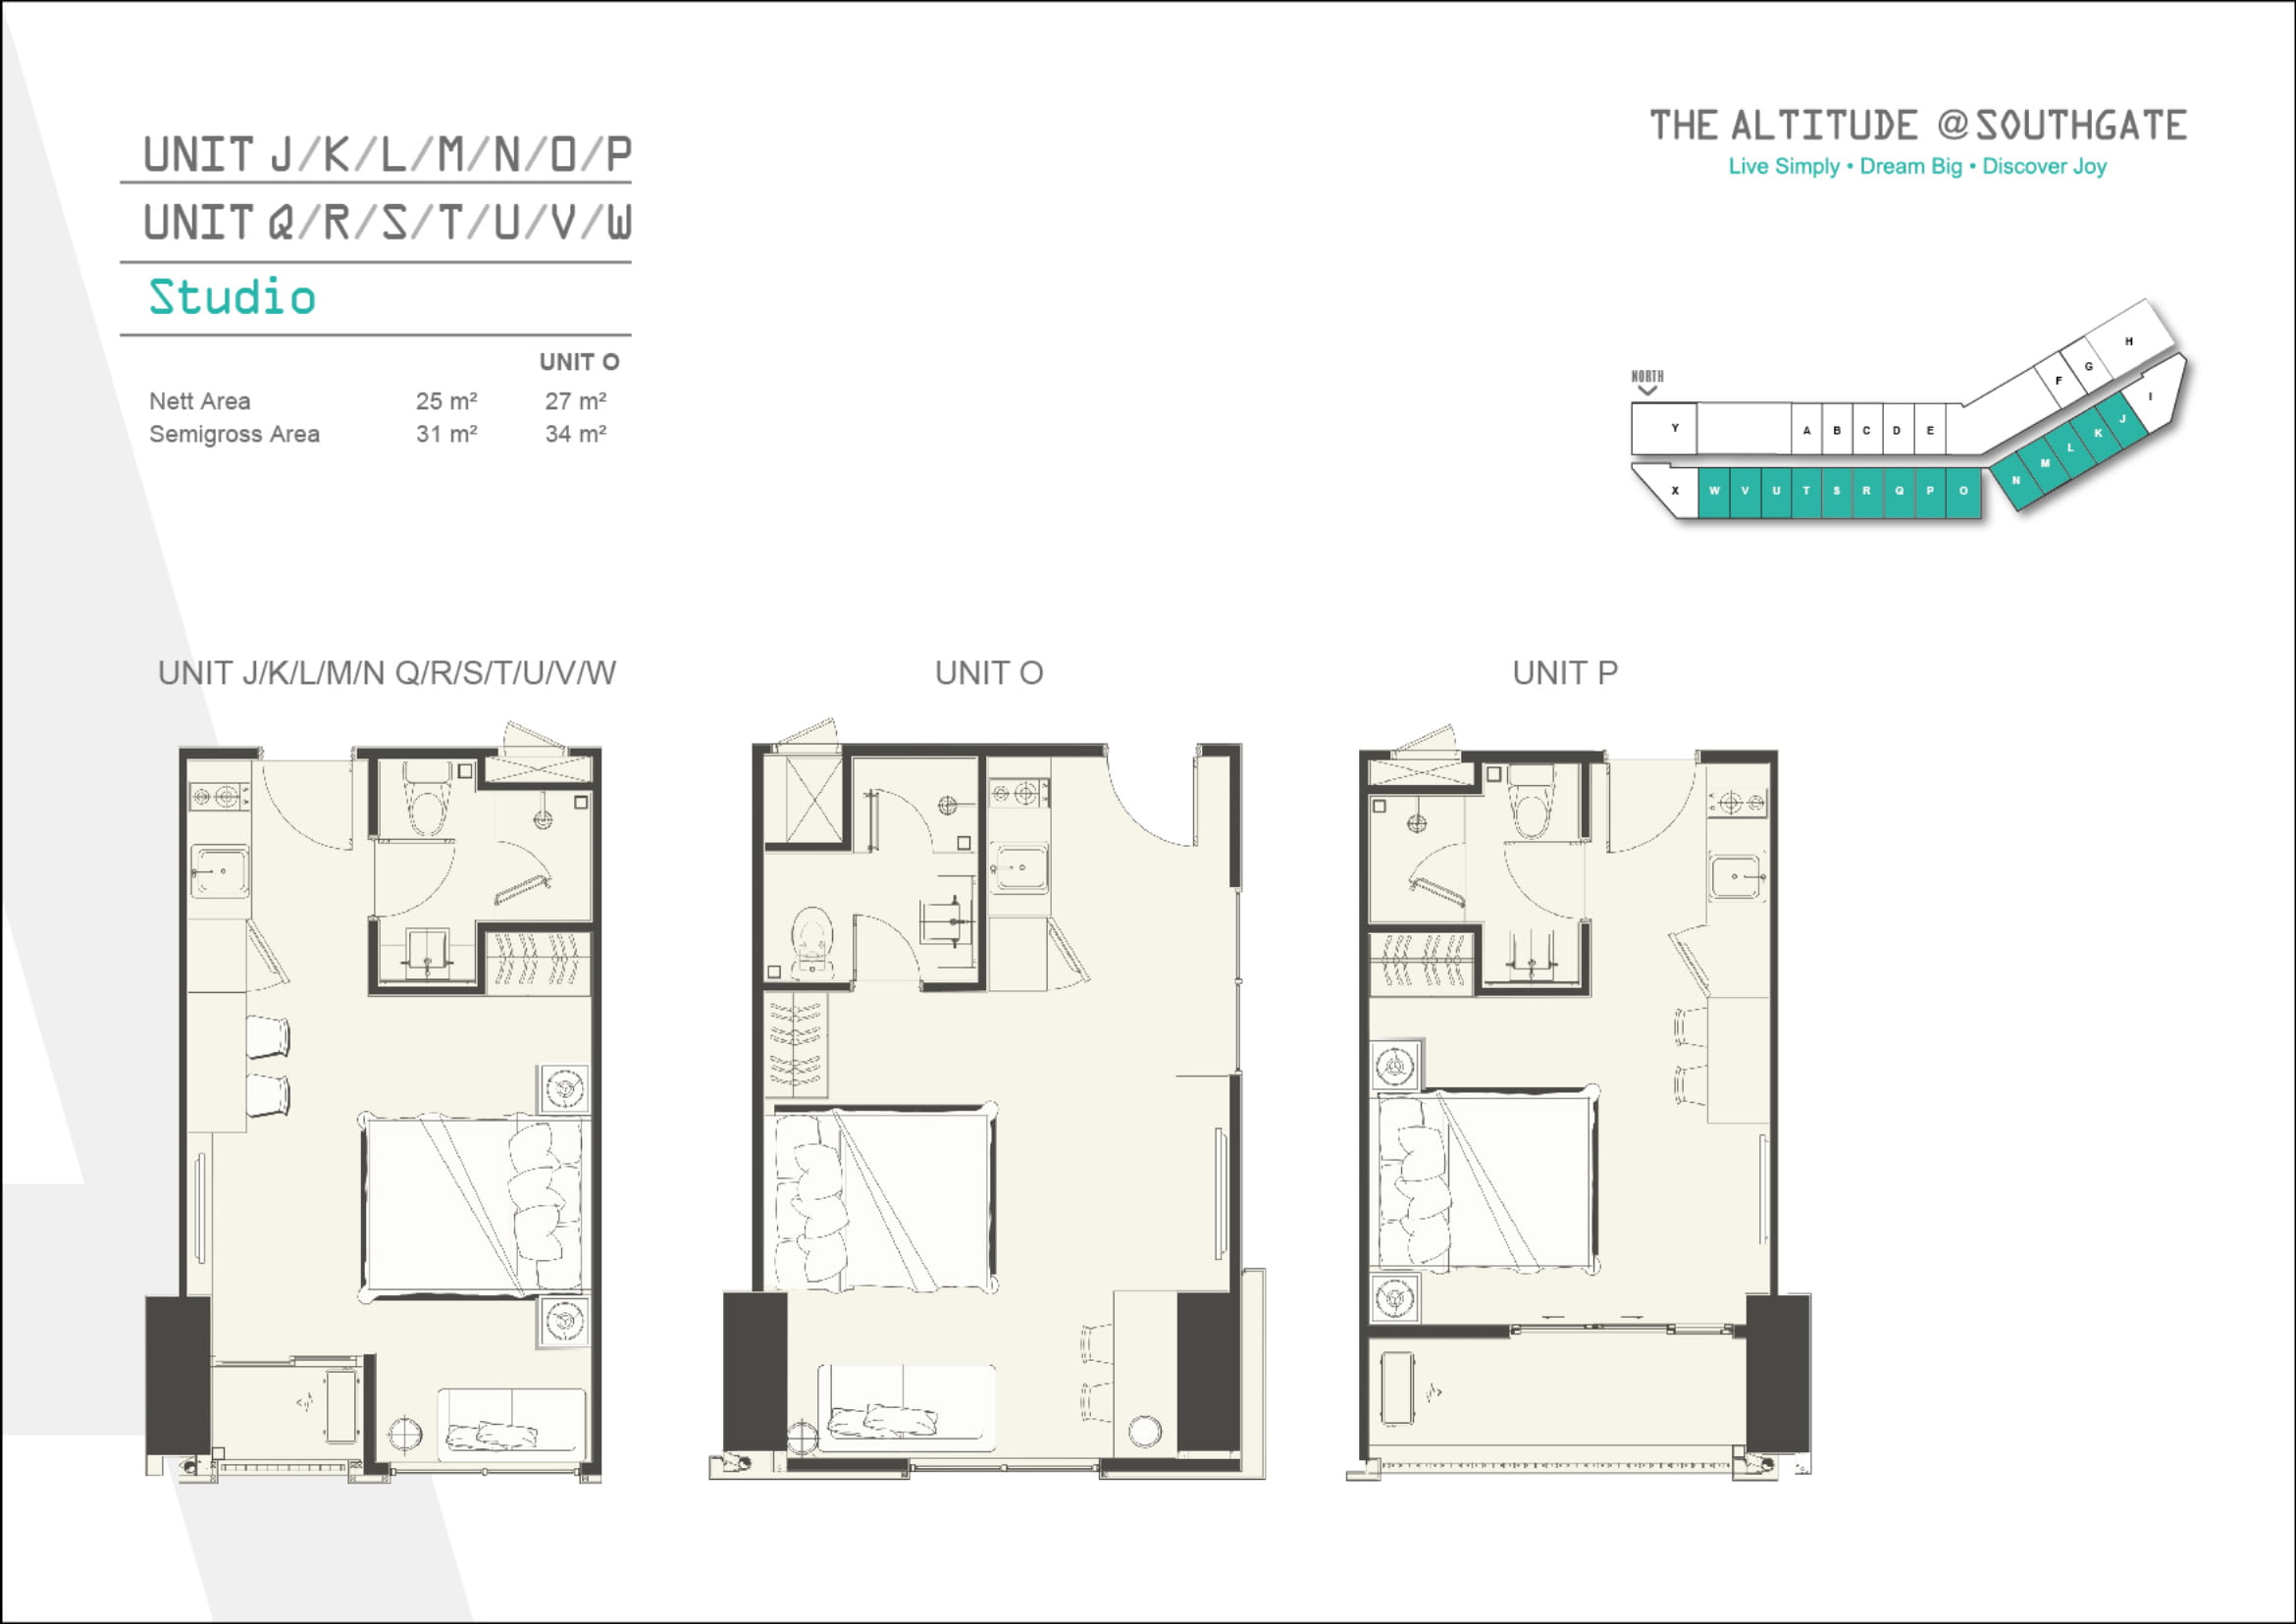 UNIT J/K/L/M/N/O/P
UNIT Q/R/S/T/U/V/W
Studio
UNIT O
Nett Area 25 m² 27 m²
Semigross Area 31 m² 34 m²
THE ALTITUDE @SOUTHGATE
Live Simply • Dream Big • Discover Joy
NORTH
H
G
F
I
Y A B C D E
J
K
L
M
N
X W V U T S R Q P O
UNIT J/K/L/M/N Q/R/S/T/U/V/W
UNIT O
UNIT P